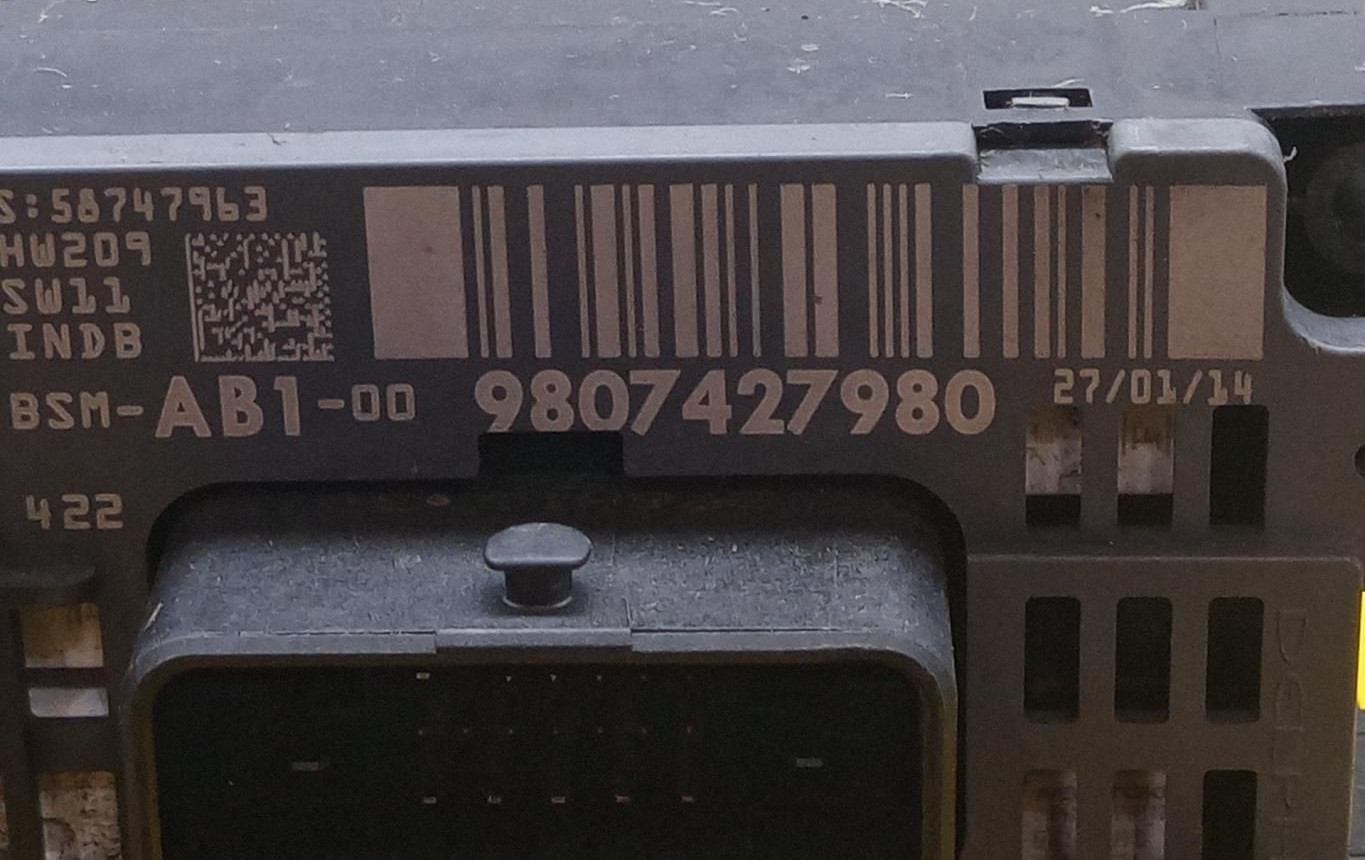 S:58747963
HW209
SW11
INDB
BSM-AB1-00 9807427980 27/01/14
422